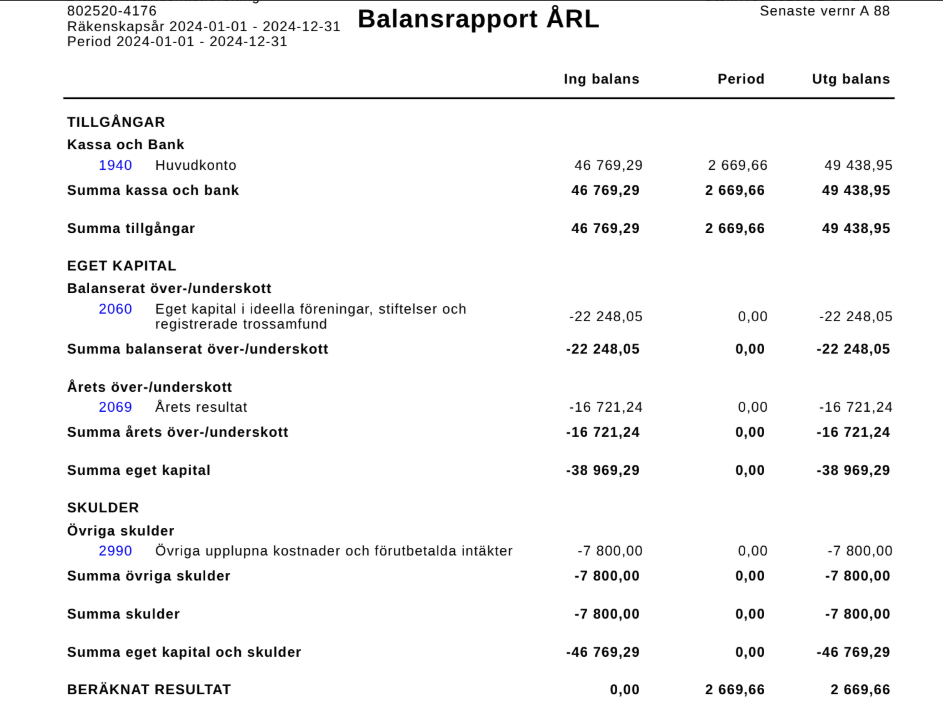 802520-4176
Balansrapport ÅRL
Senaste vernr A 88
Räkenskapsår 2024-01-01 - 2024-12-31
Period 2024-01-01 - 2024-12-31
Ing balans Period Utg balans
TILLGÅNGAR
Kassa och Bank
1940 Huvudkonto 46 769,29 2 669,66 49 438,95
Summa kassa och bank 46 769,29 2 669,66 49 438,95
Summa tillgångar 46 769,29 2 669,66 49 438,95
EGET KAPITAL
Balanserat över-/underskott
2060 Eget kapital i ideella föreningar, stiftelser och
registrerade trossamfund -22 248,05 0,00 -22 248,05
Summa balanserat över-/underskott -22 248,05 0,00 -22 248,05
Årets över-/underskott
2069 Årets resultat -16 721,24 0,00 -16 721,24
Summa årets över-/underskott -16 721,24 0,00 -16 721,24
Summa eget kapital -38 969,29 0,00 -38 969,29
SKULDER
Övriga skulder
2990 Övriga upplupna kostnader och förutbetalda intäkter -7 800,00 0,00 -7 800,00
Summa övriga skulder -7 800,00 0,00 -7 800,00
Summa skulder -7 800,00 0,00 -7 800,00
Summa eget kapital och skulder -46 769,29 0,00 -46 769,29
BERÄKNAT RESULTAT 0,00 2 669,66 2 669,66